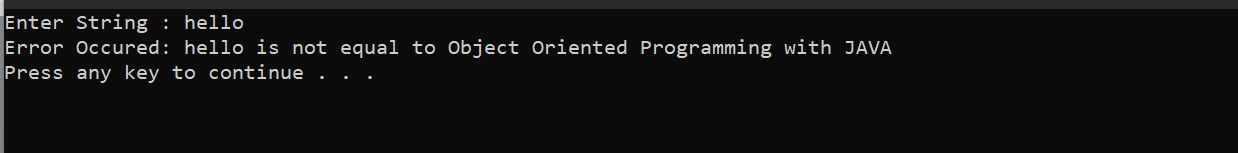 Enter String : hello
Error Occured: hello is not equal to Object Oriented Programming with JAVA
Press any key to continue . . .